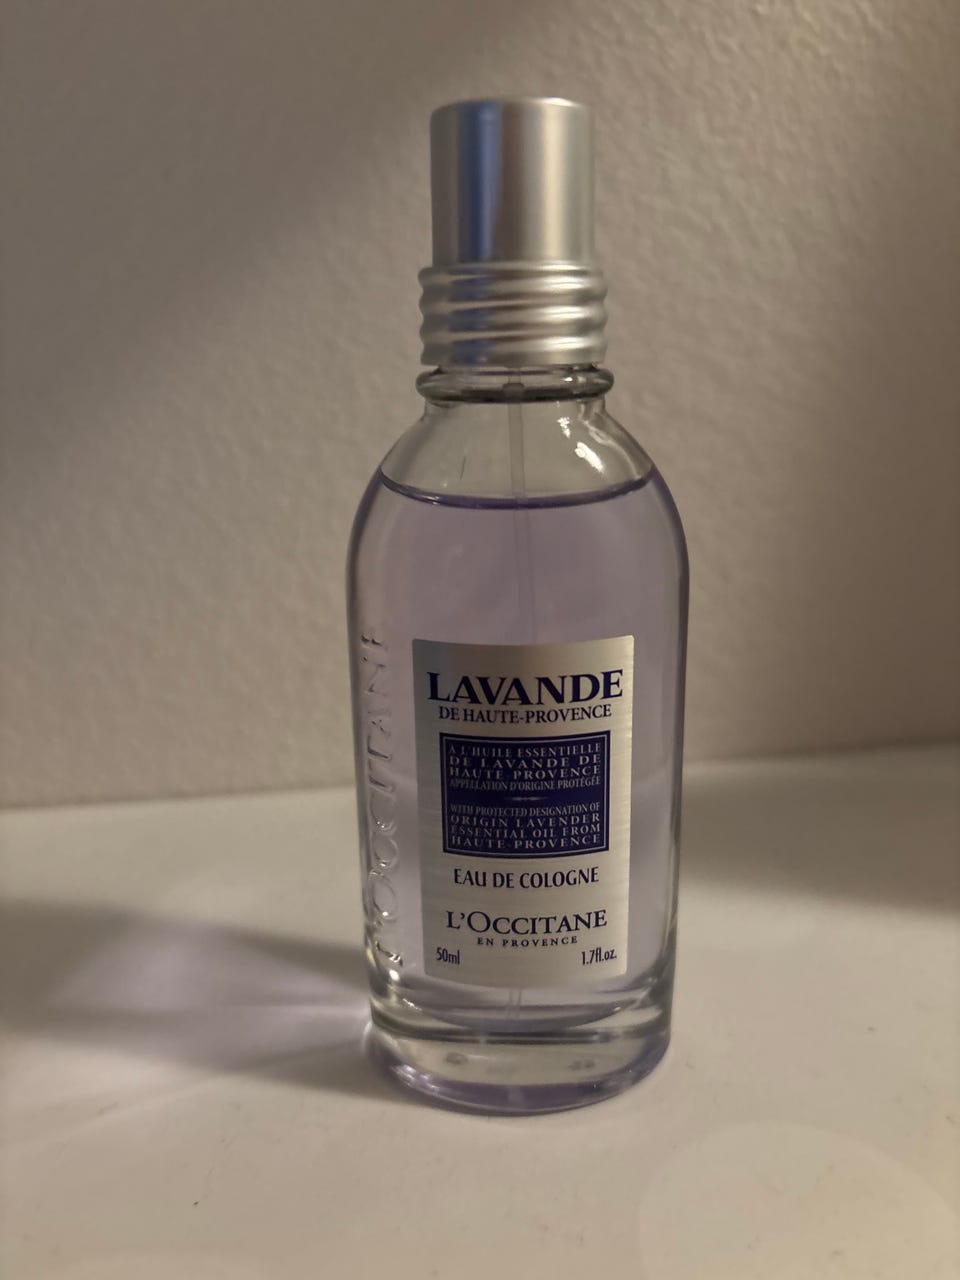 LAVANDE
DE HAUTE-PROVENCE
A L'HUILE ESSENTIELLE
DE LAVANDE DE
HAUTE-PROVENCE
APPELLATION D'ORIGINE PROTÉGÉE
WITH PROTECTED DESIGNATION OF
ORIGIN LAVENDER
ESSENTIAL OIL FROM
HAUTE-PROVENCE
EAU DE COLOGNE
L'OCCITANE
EN PROVENCE
50ml 1.7fl.oz.
L'OCCITANE